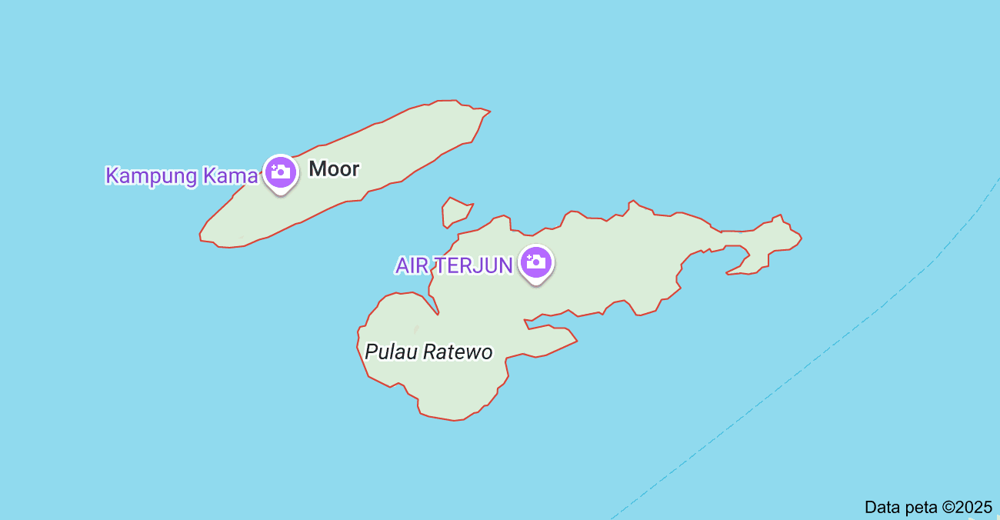 Moor
Kampung Kama
AIR TERJUN
Pulau Ratewo
Data peta ©2025